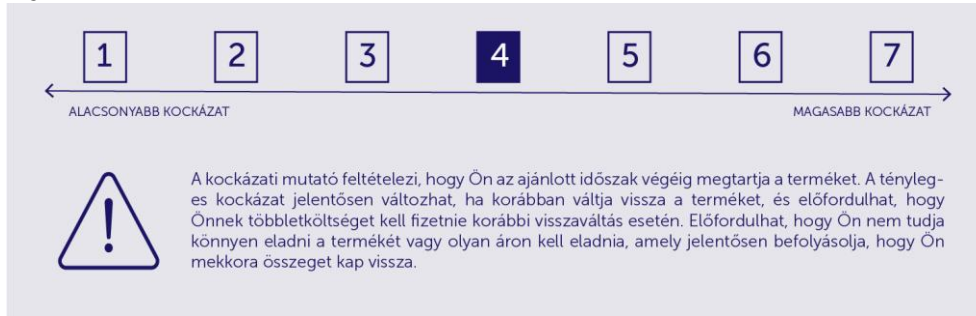 1 2 3 4 5 6 7
ALACSONYABB KOCKÁZAT MAGASABB KOCKÁZAT
A kockázati mutató feltételezi, hogy Ön az ajánlott időszak végéig megtartja a terméket. A tényleg-
es kockázat jelentősen változhat, ha korábban váltja vissza a terméket, és előfordulhat, hogy
Önnek többletköltséget kell fizetnie korábbi visszaváltás esetén. Előfordulhat, hogy Ön nem tudja
könnyen eladni a termékét vagy olyan áron kell eladnia, amely jelentősen befolyásolja, hogy Ön
mekkora összeget kap vissza.